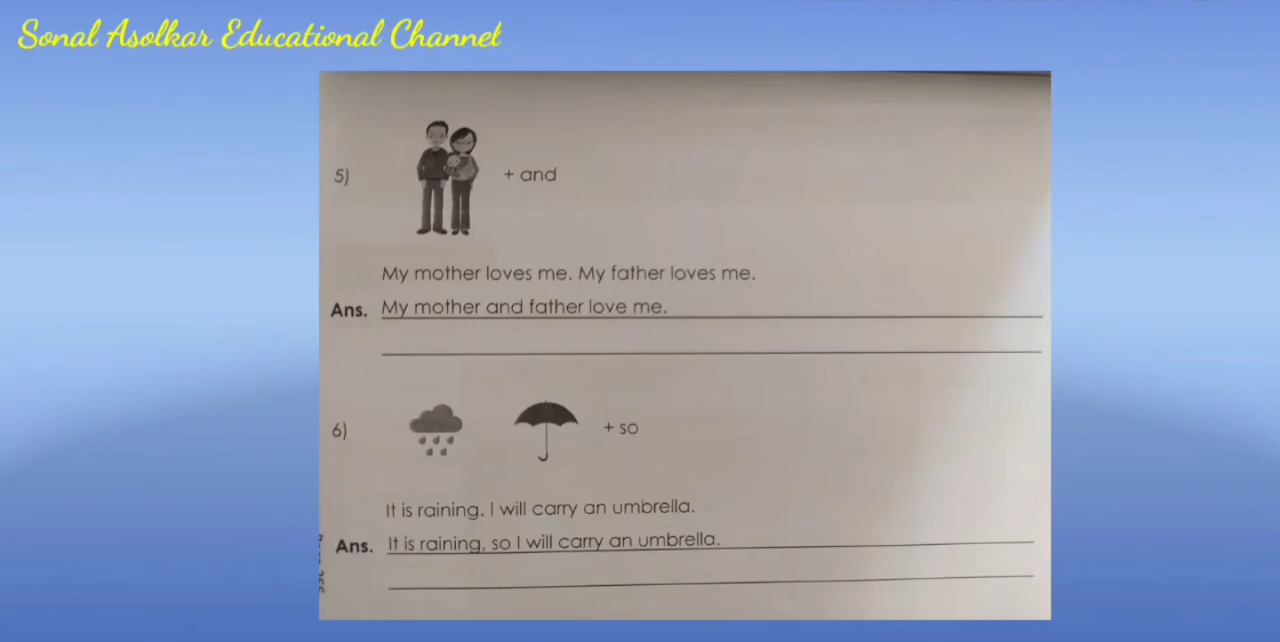 Sonal Asolkar Educational Channel
5)
+ and
My mother loves me. My father loves me.
Ans. My mother and father love me.
6)
+ so
It is raining. I will carry an umbrella.
Ans. It is raining, so I will carry an umbrella.